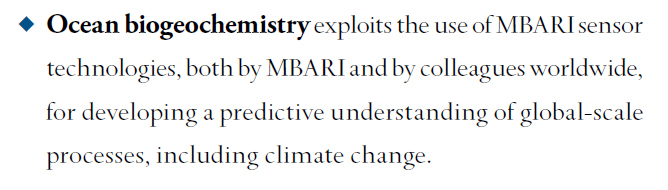 ◆ Ocean biogeochemistry exploits the use of MBARI sensor
technologies, both by MBARI and by colleagues worldwide,
for developing a predictive understanding of global-scale
processes, including climate change.